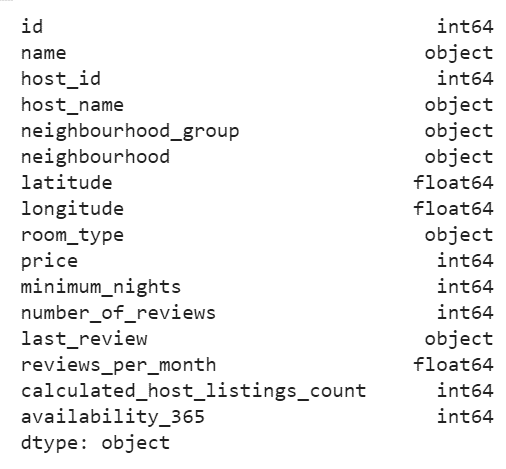 id int64
name object
host_id int64
host_name object
neighbourhood_group object
neighbourhood object
latitude float64
longitude float64
room_type object
price int64
minimum_nights int64
number_of_reviews int64
last_review object
reviews_per_month float64
calculated_host_listings_count int64
availability_365 int64
dtype: object